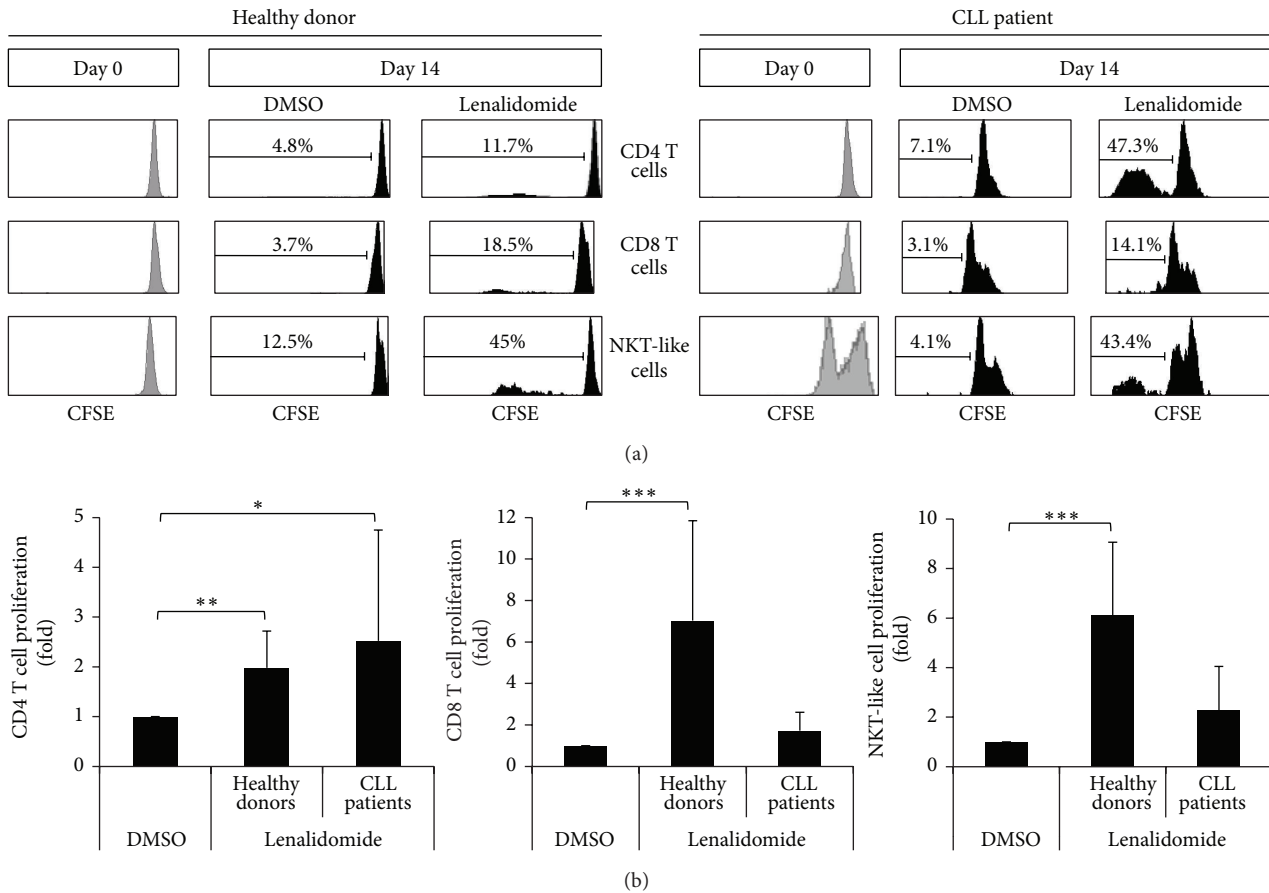 Healthy donor
CLL patient
Day 0
Day 14
Day 0
Day 14
DMSO
Lenalidomide
DMSO
Lenalidomide
4.8%
11.7%
CD4 T
cells
7.1%
47.3%
3.7%
18.5%
CD8 T
cells
3.1%
14.1%
12.5%
45%
NKT-like
cells
4.1%
43.4%
CFSE
CFSE
CFSE
CFSE
CFSE
CFSE
(a)
CD4 T cell proliferation
(fold)
5
4
3
2
1
0
*
**
Healthy
donors
CLL
patients
DMSO
Lenalidomide
CD8 T cell proliferation
(fold)
12
10
8
6
4
2
0
***
Healthy
donors
CLL
patients
DMSO
Lenalidomide
NKT-like cell proliferation
(fold)
10
8
6
4
2
0
***
Healthy
donors
CLL
patients
DMSO
Lenalidomide
(b)